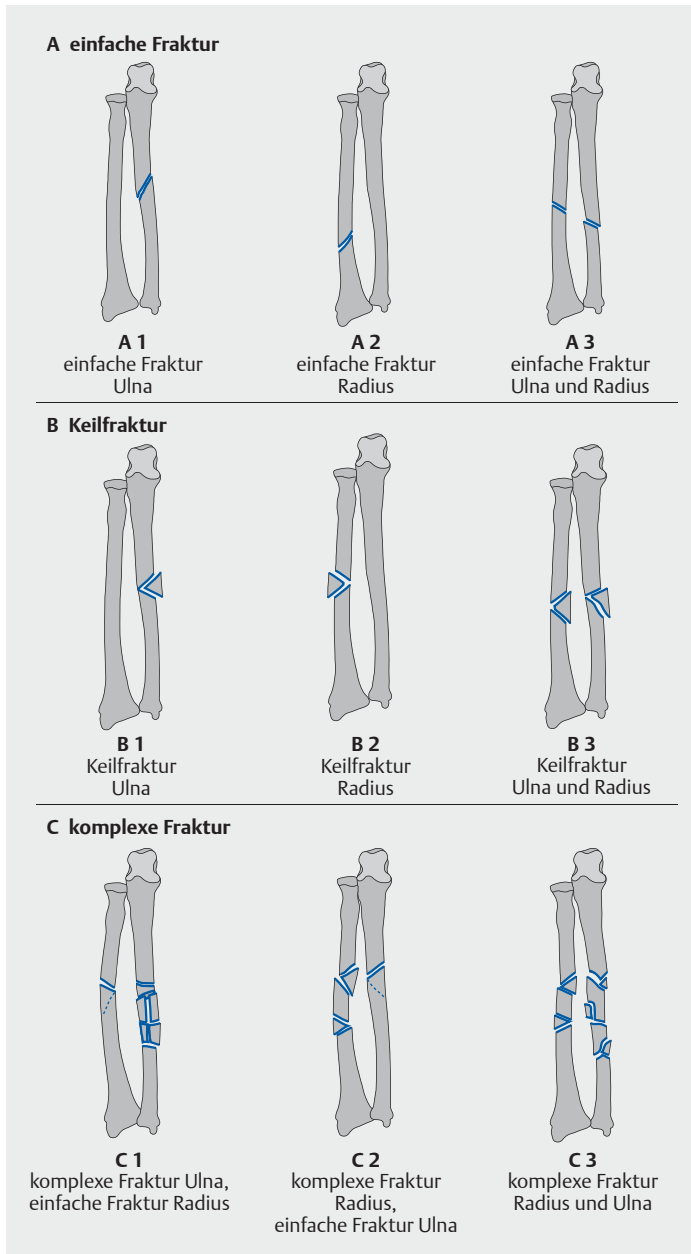 A einfache Fraktur
A 1
einfache Fraktur
Ulna
A 2
einfache Fraktur
Radius
A 3
einfache Fraktur
Ulna und Radius
B Keilfraktur
B 1
Keilfraktur
Ulna
B 2
Keilfraktur
Radius
B 3
Keilfraktur
Ulna und Radius
C komplexe Fraktur
C 1
komplexe Fraktur Ulna,
einfache Fraktur Radius
C 2
komplexe Fraktur
Radius,
einfache Fraktur Ulna
C 3
komplexe Fraktur
Radius und Ulna